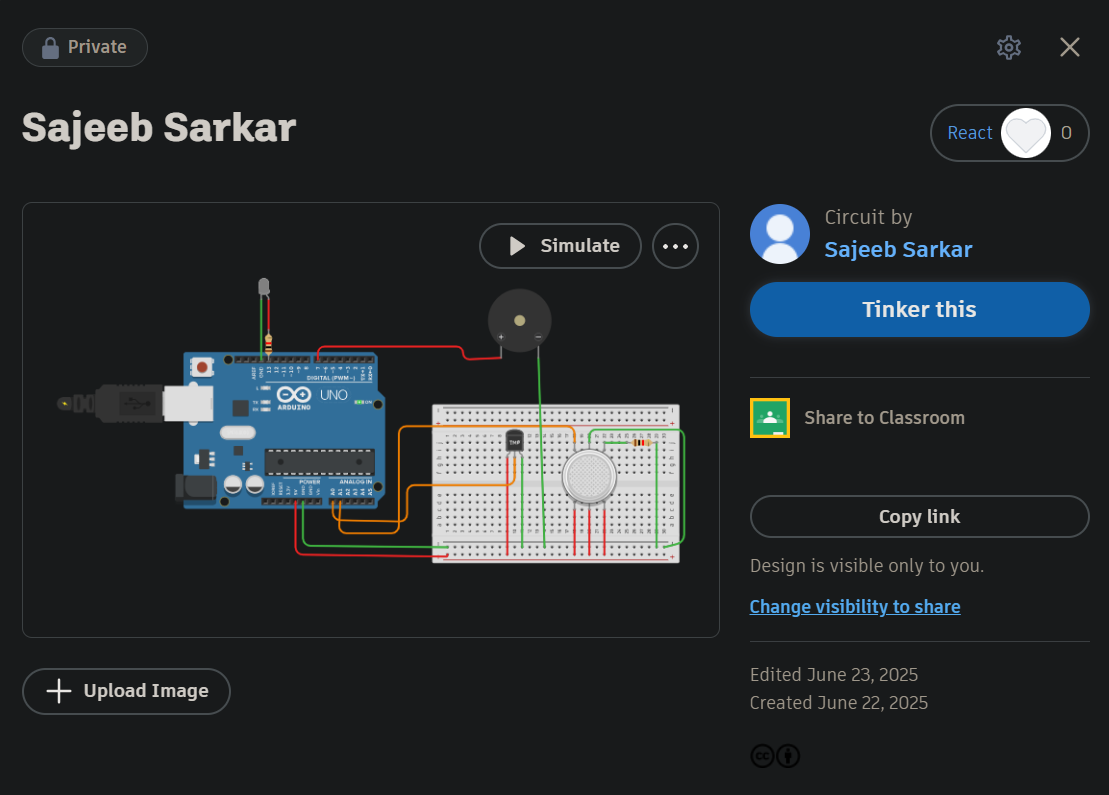 Private
Sajeeb Sarkar
React 0
Simulate
Circuit by
Sajeeb Sarkar
Tinker this
Share to Classroom
DIGITAL (PWM~)
UNO
ARDUINO
TMP
POWER
ANALOG IN
Copy link
Design is visible only to you.
Change visibility to share
Upload Image
Edited June 23, 2025
Created June 22, 2025
cc